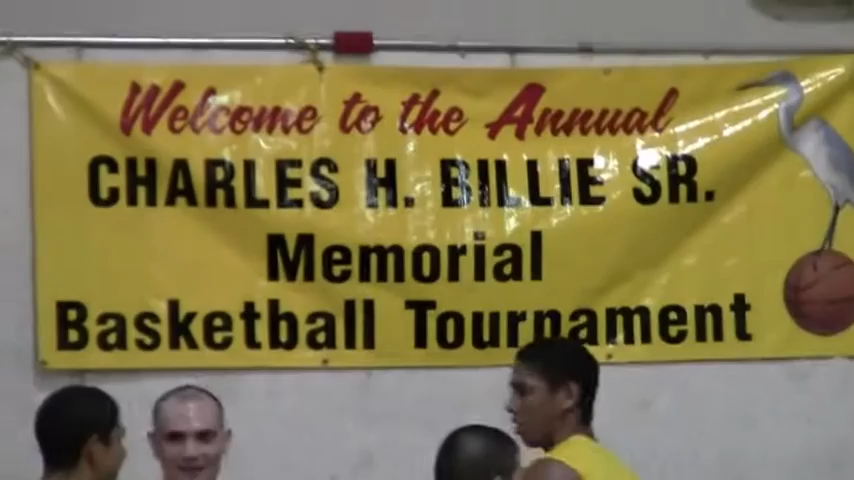 Welcome to the Annual
CHARLES H. BILLIE SR.
Memorial
Basketball Tournament